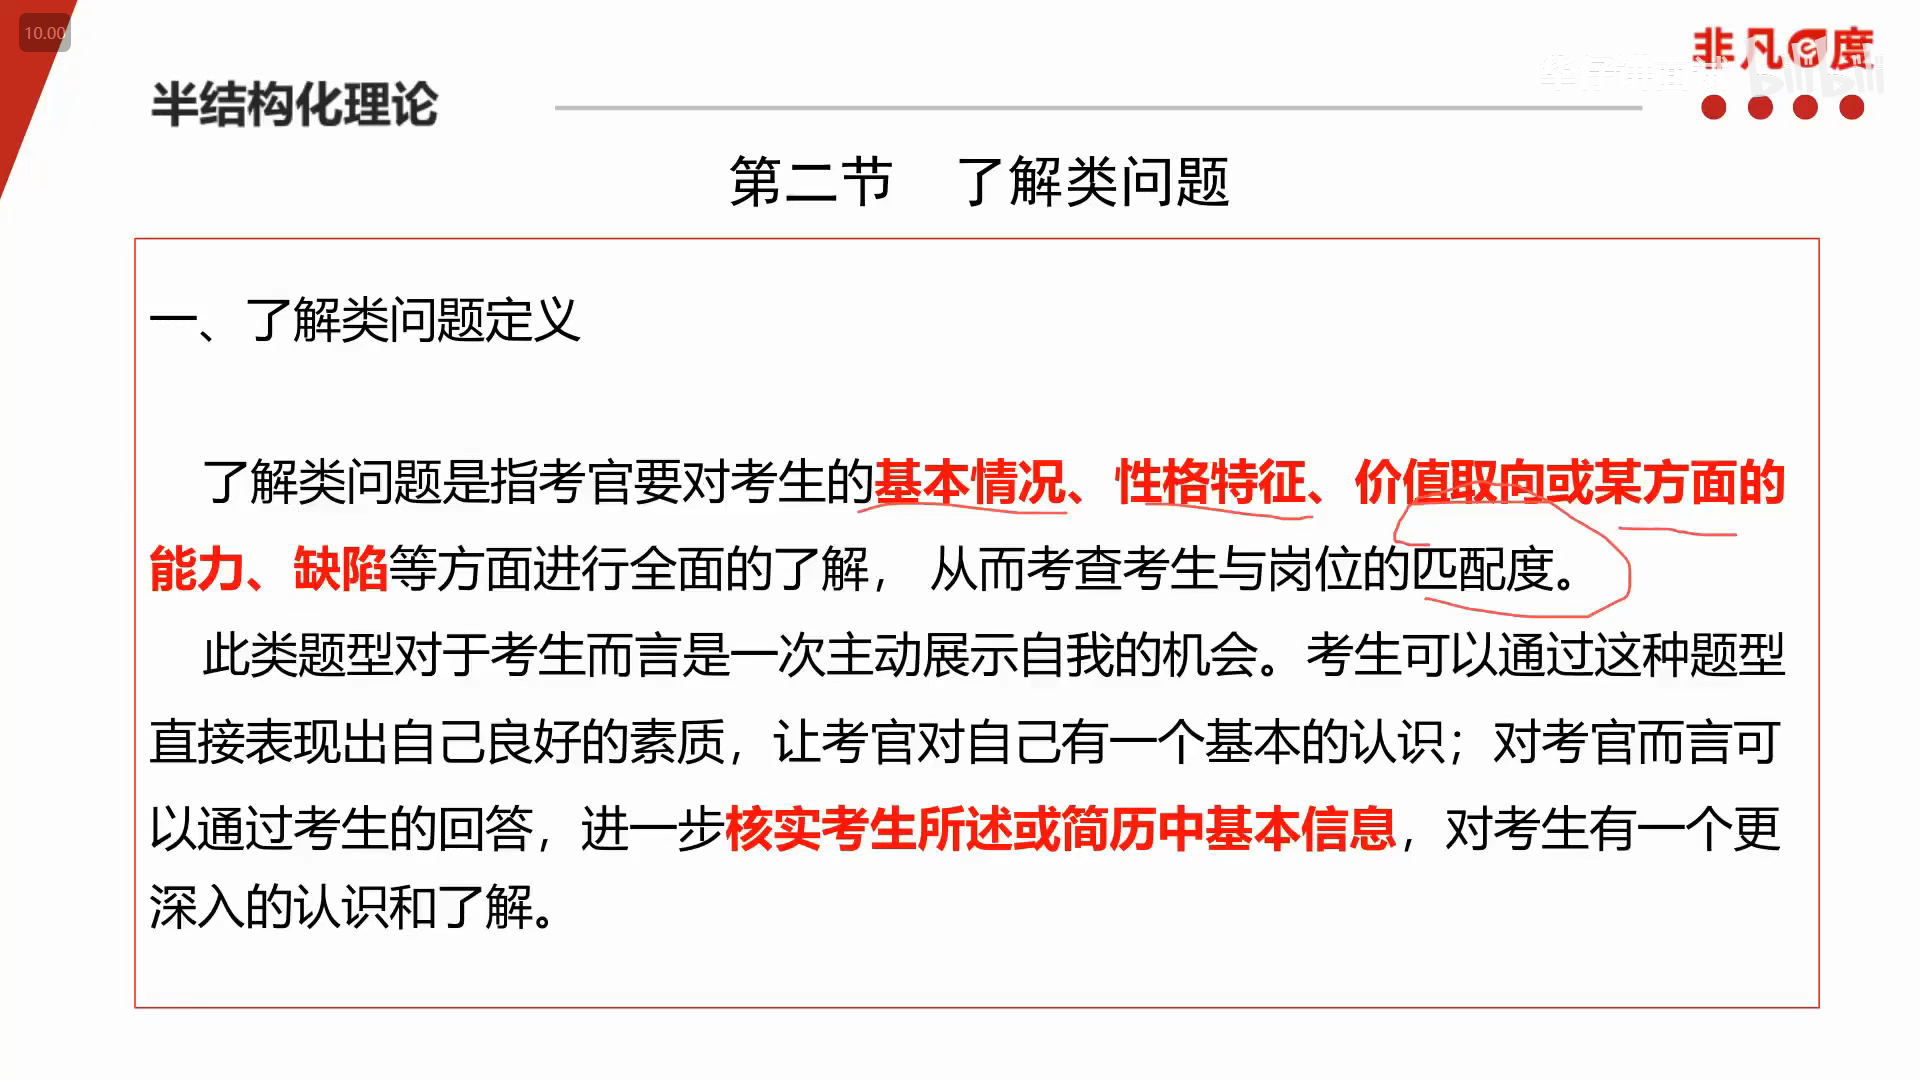 10.00
非凡e度
半结构化理论
bilibili
第二节 了解类问题
一、了解类问题定义
了解类问题是指考官要对考生的基本情况、性格特征、价值取向或某方面的
能力、缺陷等方面进行全面的了解， 从而考查考生与岗位的匹配度。
此类题型对于考生而言是一次主动展示自我的机会。考生可以通过这种题型
直接表现出自己良好的素质，让考官对自己有一个基本的认识；对考官而言可
以通过考生的回答，进一步核实考生所述或简历中基本信息，对考生有一个更
深入的认识和了解。